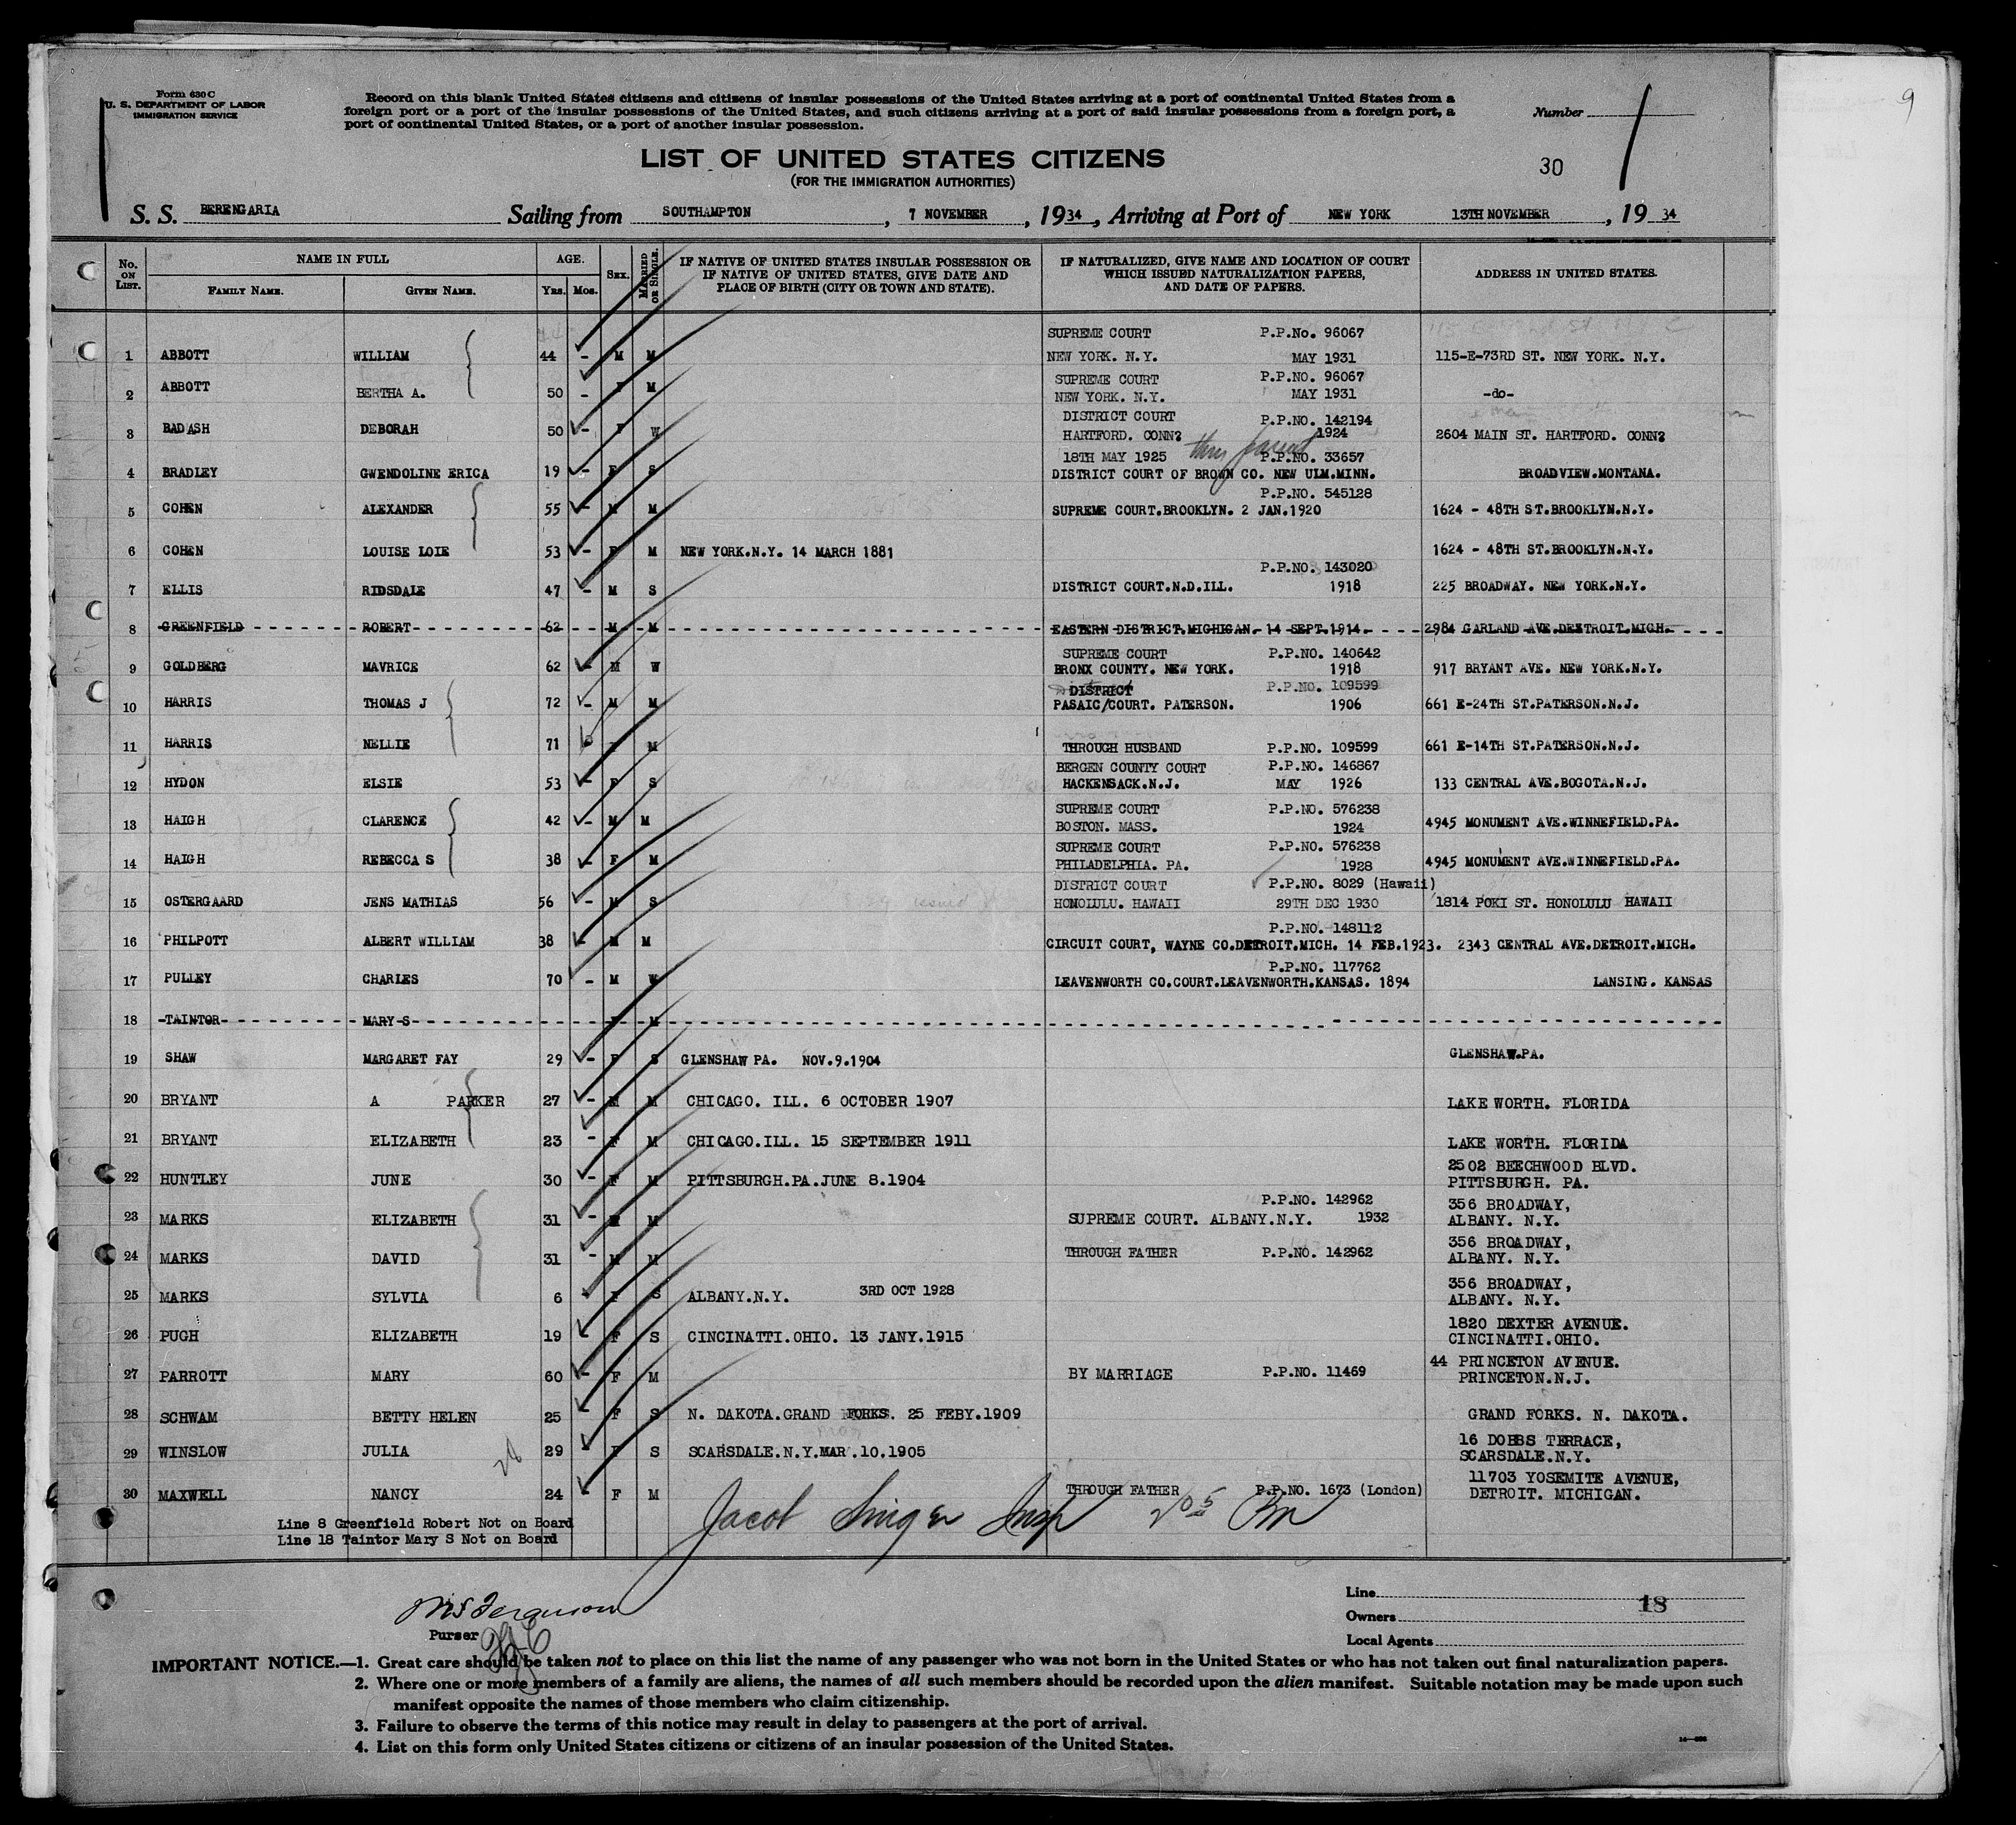 9
Form 630 C
U. S. DEPARTMENT OF LABOR
IMMIGRATION SERVICE
Record on this blank United States citizens and citizens of insular possessions of the United States arriving at a port of continental United States from a
foreign port or a port of the insular possessions of the United States, and such citizens arriving at a port of said insular possessions from a foreign port, a
port of continental United States, or a port of another insular possession.
Number
30
LIST OF UNITED STATES CITIZENS
(FOR THE IMMIGRATION AUTHORITIES)
S. S. BERENGARIA Sailing from SOUTHAMPTON, 7 NOVEMBER, 1934, Arriving at Port of NEW YORK 13TH NOVEMBER, 19 34
No. ON LIST. NAME IN FULL FAMILY NAME. GIVEN NAME. AGE. YRS. MOS. SEX. MARRIED OR SINGLE. IF NATIVE OF UNITED STATES INSULAR POSSESSION OR IF NATIVE OF UNITED STATES, GIVE DATE AND PLACE OF BIRTH (CITY OR TOWN AND STATE). IF NATURALIZED, GIVE NAME AND LOCATION OF COURT WHICH ISSUED NATURALIZATION PAPERS, AND DATE OF PAPERS. ADDRESS IN UNITED STATES.
SUPREME COURT P.P.No. 96067
1 ABBOTT WILLIAM 44 - M M NEW YORK. N.Y. MAY 1931 115-E-73RD ST. NEW YORK. N.Y.
SUPREME COURT P.P.NO. 96067
2 ABBOTT BERTHA A. 50 - F M NEW YORK. N.Y. MAY 1931 -do-
DISTRICT COURT P.P.NO. 142194
3 BADASH DEBORAH 50 - F W HARTFORD. CONN? 1924 2604 MAIN ST. HARTFORD. CONN?
18TH MAY 1925 thru parent P.P.NO. 33657
4 BRADLEY GWENDOLINE ERICA 19 - F S DISTRICT COURT OF BROWN CO. NEW ULM.MINN. BROADVIEW.MONTANA.
P.P.NO. 545128
5 COHEN ALEXANDER 55 - M M SUPREME COURT.BROOKLYN. 2 JAN.1920 1624 - 48TH ST.BROOKLYN.N.Y.
6 COHEN LOUISE LOIE 53 - F M NEW YORK.N.Y. 14 MARCH 1881 1624 - 48TH ST.BROOKLYN.N.Y.
P.P.NO. 143020
7 ELLIS RIDSDALE 47 - M S DISTRICT COURT.N.D.ILL. 1918 225 BROADWAY. NEW YORK.N.Y.
8 GREENFIELD ROBERT 62 M M EASTERN DISTRICT.MICHIGAN. 14 SEPT.1914. 2984 GARLAND AVE.DETROIT.MICH.
SUPREME COURT P.P.NO. 140642
9 GOLDBERG MAVRICE 62 - M W BRONX COUNTY. NEW YORK. 1918 917 BRYANT AVE. NEW YORK.N.Y.
DISTRICT P.P.NO. 109599
10 HARRIS THOMAS J 72 - M M PASAIC/COURT. PATERSON. 1906 661 E-24TH ST.PATERSON.N.J.
11 HARRIS NELLIE 71 F M THROUGH HUSBAND P.P.NO. 109599 661 E-14TH ST.PATERSON.N.J.
BERGEN COUNTY COURT P.P.NO. 146867
12 HYDON ELSIE 53 - F S HACKENSACK.N.J. MAY 1926 133 CENTRAL AVE.BOGOTA.N.J.
SUPREME COURT P.P.NO. 576238
13 HAIGH CLARENCE 42 - M M BOSTON. MASS. 1924 4945 MONUMENT AVE.WINNEFIELD.PA.
SUPREME COURT P.P.NO. 576238
14 HAIGH REBECCA S 38 - F M PHILADELPHIA. PA. 1928 4945 MONUMENT AVE.WINNEFIELD.PA.
DISTRICT COURT P.P.NO. 8029 (Hawaii)
15 OSTERGAARD JENS MATHIAS 56 - M S HONOLULU. HAWAII 29TH DEC 1930 1814 POKI ST. HONOLULU HAWAII
P.P.NO. 148112
16 PHILPOTT ALBERT WILLIAM 38 - M M CIRCUIT COURT, WAYNE CO.DETROIT.MICH. 14 FEB.1923. 2343 CENTRAL AVE.DETROIT.MICH.
P.P.NO. 117762
17 PULLEY CHARLES 70 - M W LEAVENWORTH CO.COURT.LEAVENWORTH.KANSAS. 1894 LANSING. KANSAS
18 TAINTOR MARY S F M
19 SHAW MARGARET FAY 29 - F S GLENSHAW PA. NOV.9.1904 GLENSHAW.PA.
20 BRYANT A PARKER 27 - M M CHICAGO. ILL. 6 OCTOBER 1907 LAKE WORTH. FLORIDA
21 BRYANT ELIZABETH 23 - F M CHICAGO.ILL. 15 SEPTEMBER 1911 LAKE WORTH. FLORIDA
2502 BEECHWOOD BLVD.
22 HUNTLEY JUNE 30 - F M PITTSBURGH.PA.JUNE 8.1904 PITTSBURGH. PA.
P.P.NO. 142962 356 BROADWAY,
23 MARKS ELIZABETH 31 - M SUPREME COURT. ALBANY.N.Y. 1932 ALBANY. N.Y.
356 BROADWAY,
24 MARKS DAVID 31 - M M THROUGH FATHER P.P.NO. 142962 ALBANY. N.Y.
356 BROADWAY,
25 MARKS SYLVIA 6 - F S ALBANY.N.Y. 3RD OCT 1928 ALBANY. N.Y.
1820 DEXTER AVENUE.
26 PUGH ELIZABETH 19 - F S CINCINATTI.OHIO. 13 JANY.1915 CINCINATTI.OHIO.
44 PRINCETON AVENUE.
27 PARROTT MARY 60 - F M BY MARRIAGE P.P.NO. 11469 PRINCETON.N.J.
28 SCHWAM BETTY HELEN 25 - F S N. DAKOTA.GRAND FORKS. 25 FEBY.1909 GRAND FORKS. N. DAKOTA.
16 DOBBS TERRACE,
29 WINSLOW JULIA 29 - F S SCARSDALE.N.Y.MAR.10.1905 SCARSDALE.N.Y.
11703 YOSEMITE AVENUE,
30 MAXWELL NANCY 24 - F M THROUGH FATHER P.P.NO. 1673 (London) DETROIT. MICHIGAN.
28
Jacob Singer Insp
Line 8 Greenfield Robert Not on Board
Line 18 Taintor Mary S Not on Board
Ferguson
Purser
Line
Owners 18
Local Agents
IMPORTANT NOTICE.—1. Great care should be taken not to place on this list the name of any passenger who was not born in the United States or who has not taken out final naturalization papers.
2. Where one or more members of a family are aliens, the names of all such members should be recorded upon the alien manifest. Suitable notation may be made upon such
manifest opposite the names of those members who claim citizenship.
3. Failure to observe the terms of this notice may result in delay to passengers at the port of arrival.
4. List on this form only United States citizens or citizens of an insular possession of the United States.